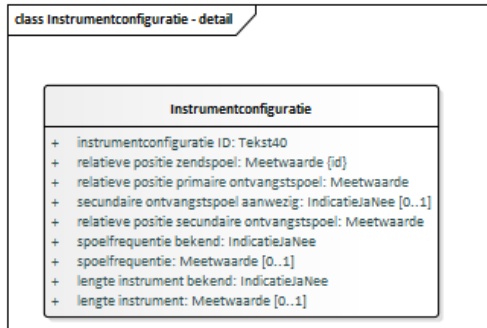 class Instrumentconfiguratie - detail
Instrumentconfiguratie
+ instrumentconfiguratie ID: Tekst40
+ relatieve positie zendspoel: Meetwaarde {id}
+ relatieve positie primaire ontvangstspoel: Meetwaarde
+ secundaire ontvangstspoel aanwezig: IndicatieJaNee [0..1]
+ relatieve positie secundaire ontvangstspoel: Meetwaarde
+ spoelfrequentie bekend: IndicatieJaNee
+ spoelfrequentie: Meetwaarde [0..1]
+ lengte instrument bekend: IndicatieJaNee
+ lengte instrument: Meetwaarde [0..1]